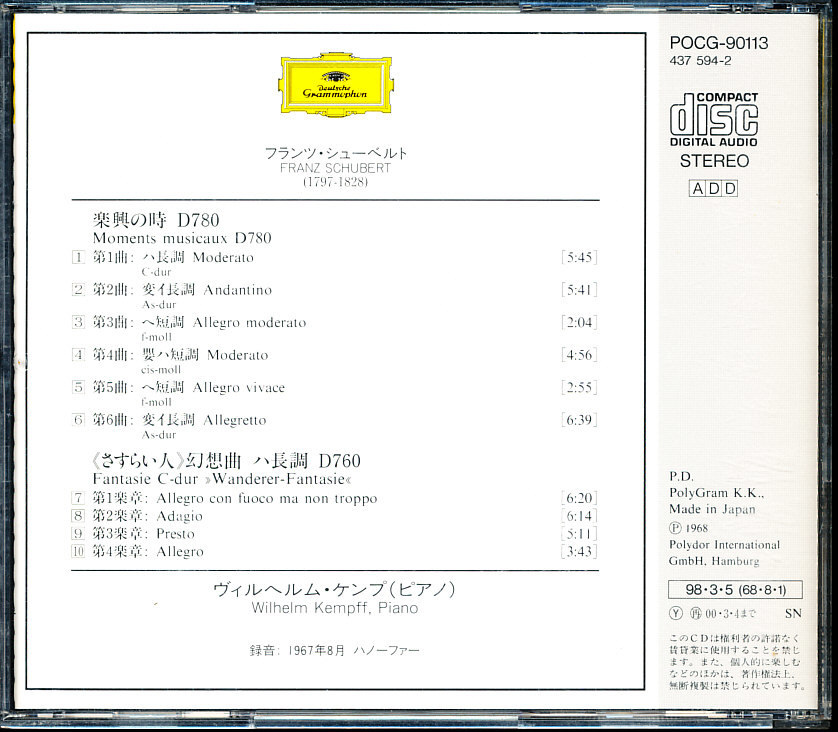 Deutsche
Grammophon
フランツ・シューベルト
FRANZ SCHUBERT
(1797-1828)
楽興の時 D780
Moments musicaux D780
1 第1曲: ハ長調 Moderato [5:45]
C-dur
2 第2曲: 変イ長調 Andantino [5:41]
As-dur
3 第3曲: ヘ短調 Allegro moderato [2:04]
f-moll
4 第4曲: 嬰ハ短調 Moderato [4:56]
cis-moll
5 第5曲: ヘ短調 Allegro vivace [2:55]
f-moll
6 第6曲: 変イ長調 Allegretto [6:39]
As-dur
《さすらい人》幻想曲 ハ長調 D760
Fantasie C-dur »Wanderer-Fantasie«
7 第1楽章: Allegro con fuoco ma non troppo [6:20]
8 第2楽章: Adagio [6:14]
9 第3楽章: Presto [5:11]
10 第4楽章: Allegro [3:43]
ヴィルヘルム・ケンプ(ピアノ)
Wilhelm Kempff, Piano
録音: 1967年8月 ハノーファー
POCG-90113
437 594-2
COMPACT
disc
DIGITAL AUDIO
STEREO
ADD
P.D.
PolyGram K.K.,
Made in Japan
Ⓟ 1968
Polydor International
GmbH, Hamburg
98・3・5 (68・8・1)
Ⓨ 再 00・3・4まで SN
このCDは権利者の許諾なく
賃貸業に使用することを禁じ
ます。また、個人的に楽しむ
などのほかは、著作権法上、
無断複製は禁じられています。